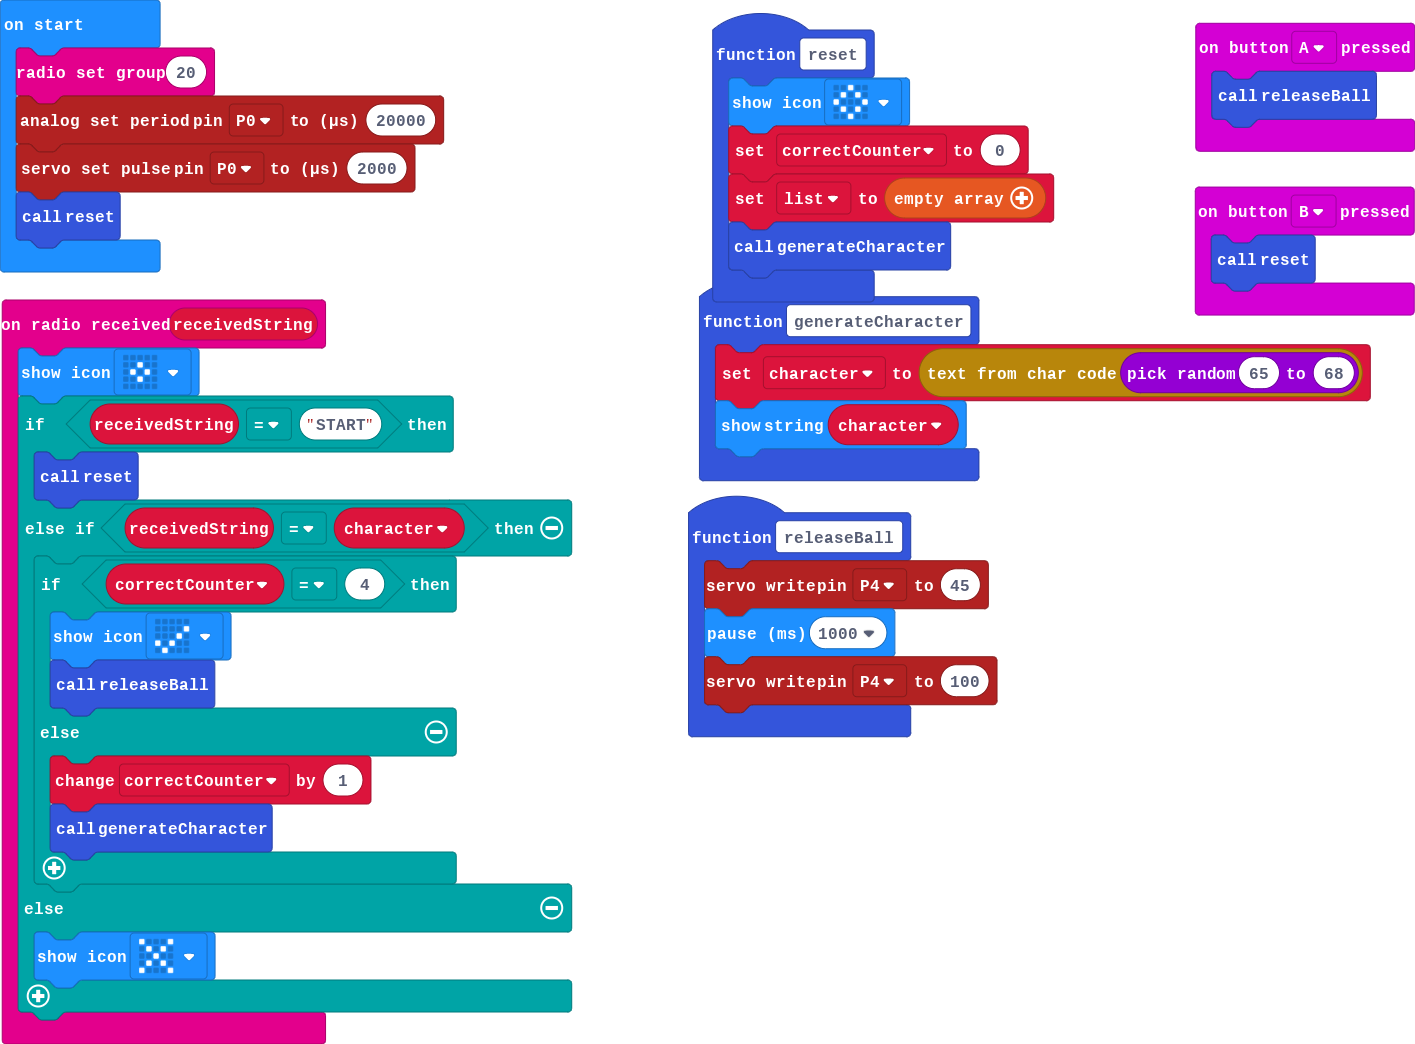 on start
radio set group 20
analog set period pin P0 to (µs) 20000
servo set pulse pin P0 to (µs) 2000
call reset
on radio received receivedString
show icon
if receivedString = "START" then
call reset
else if receivedString = character then
if correctCounter = 4 then
show icon
call releaseBall
else
change correctCounter by 1
call generateCharacter
else
show icon
function reset
show icon
set correctCounter to 0
set list to empty array
call generateCharacter
function generateCharacter
set character to text from char code pick random 65 to 68
show string character
function releaseBall
servo write pin P4 to 45
pause (ms) 1000
servo write pin P4 to 100
on button A pressed
call releaseBall
on button B pressed
call reset